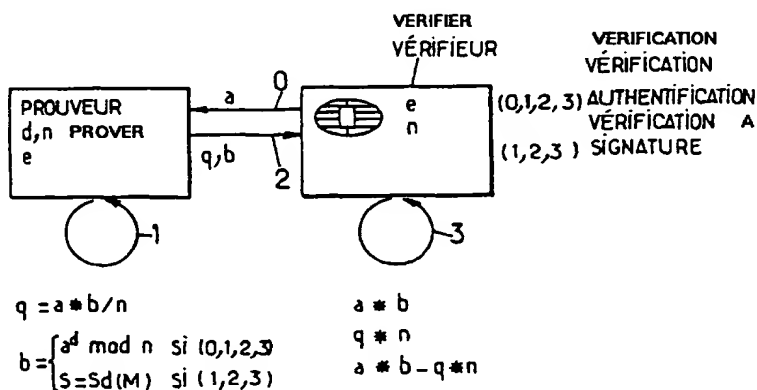 VERIFIER
VÉRIFIEUR
VERIFICATION
VÉRIFICATION
PROUVEUR
d,n PROVER
e
a
0
q,b
2
e
n
(0,1,2,3) AUTHENTIFICATION
VÉRIFICATION A
(1,2,3 ) SIGNATURE
1
3
q = a * b/n
b = { a^d mod n si (0,1,2,3)
S=Sd(M) si (1,2,3)
a * b
q * n
a * b - q * n